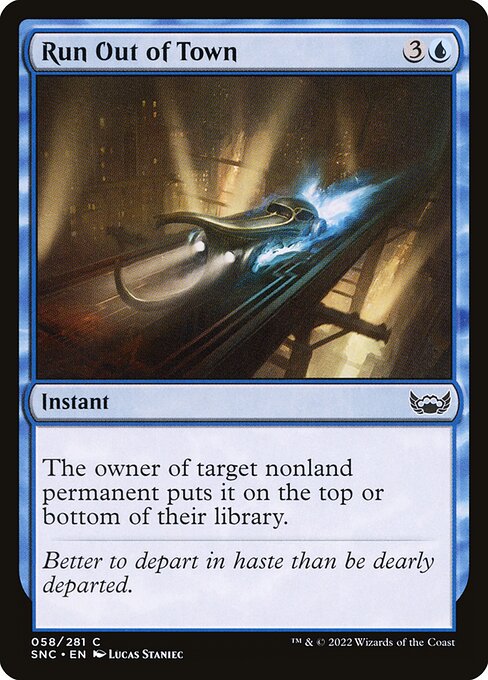 Run Out of Town 3
Instant
The owner of target nonland
permanent puts it on the top or
bottom of their library.
Better to depart in haste than be dearly
departed.
058/281 C
SNC • EN Lucas Staniec
™ & © 2022 Wizards of the Coast